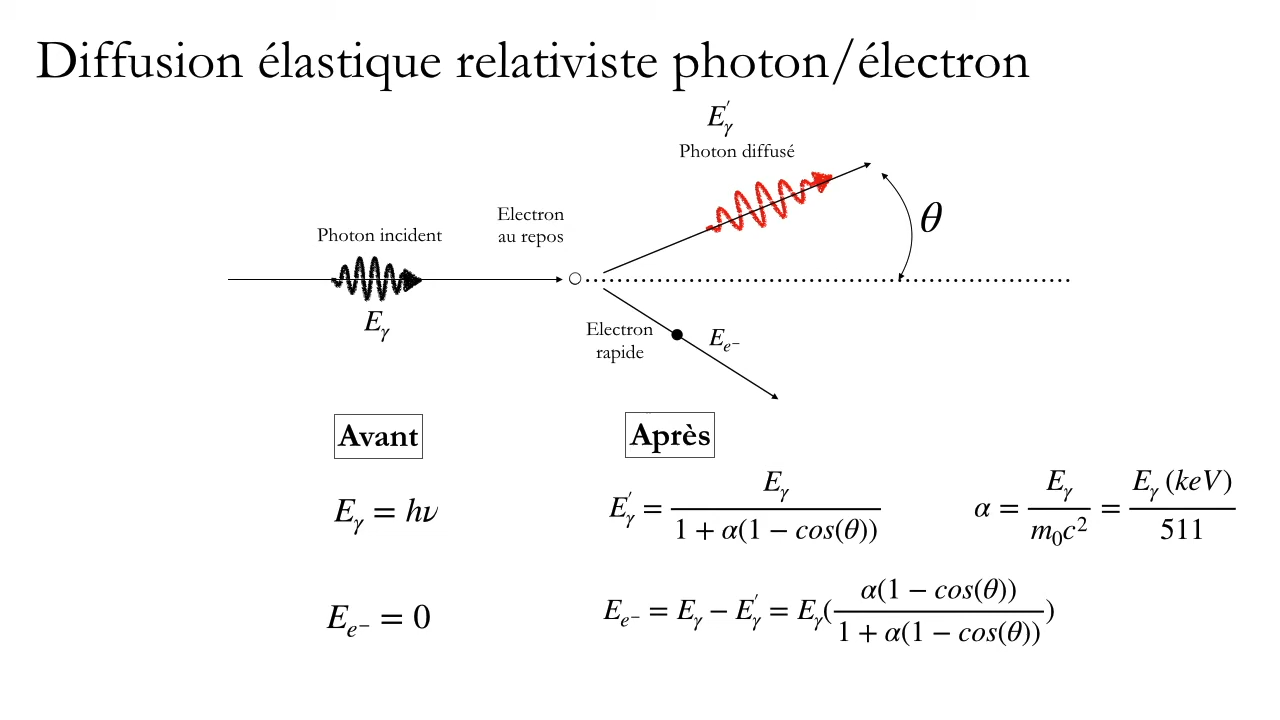 Diffusion élastique relativiste photon/électron
E'γ
Photon diffusé
θ
Electron
au repos
Photon incident
Eγ
Electron
rapide
Ee−
Avant
Après
Eγ = hν
E'γ = Eγ / (1 + α(1 − cos(θ)))
α = Eγ / m₀c² = Eγ (keV) / 511
Ee− = 0
Ee− = Eγ − E'γ = Eγ( α(1 − cos(θ)) / (1 + α(1 − cos(θ))) )